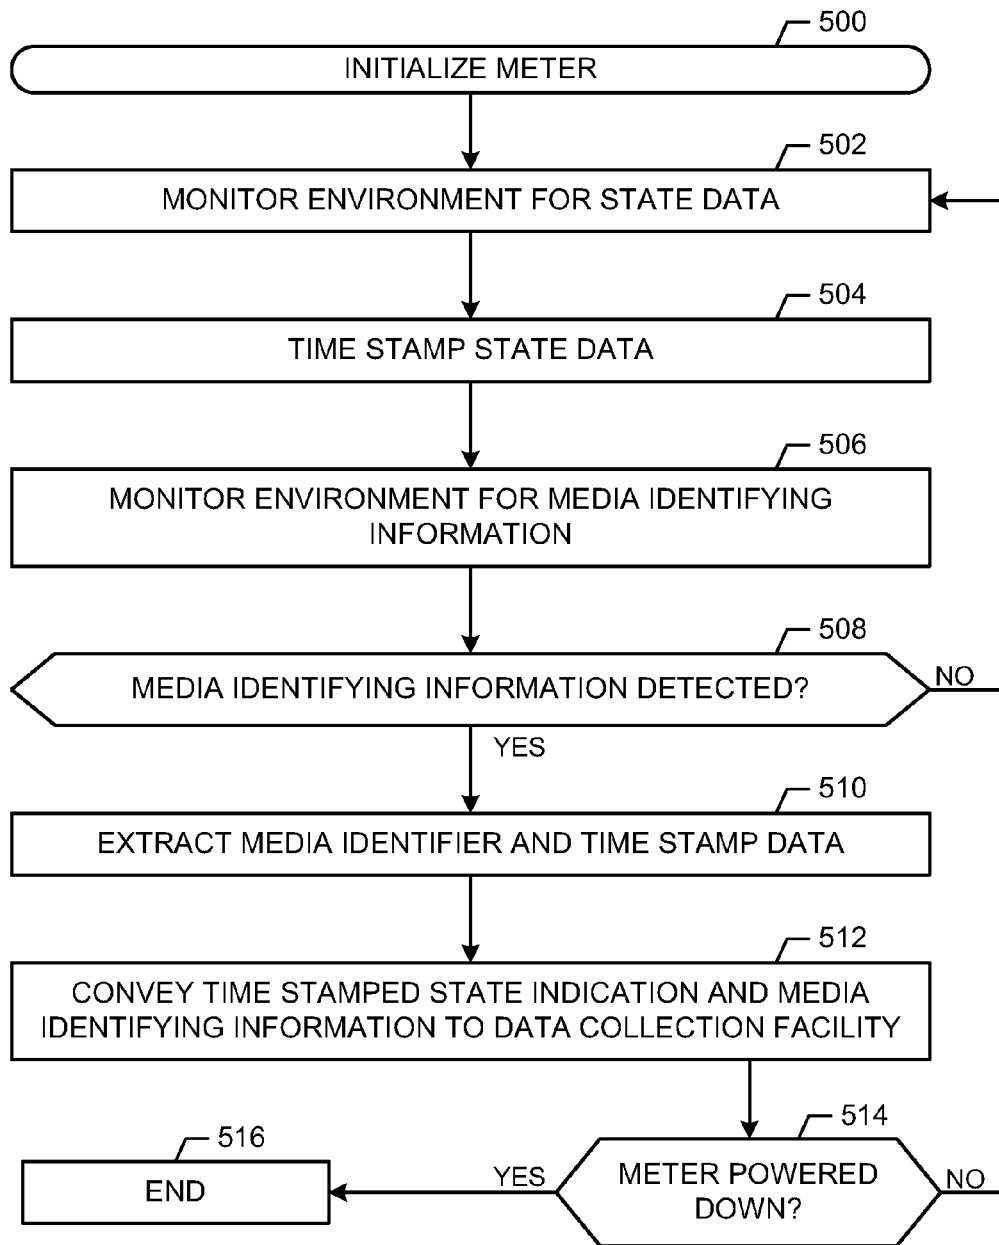 500
INITIALIZE METER
502
MONITOR ENVIRONMENT FOR STATE DATA
504
TIME STAMP STATE DATA
506
MONITOR ENVIRONMENT FOR MEDIA IDENTIFYING
INFORMATION
508
MEDIA IDENTIFYING INFORMATION DETECTED?
NO
YES
510
EXTRACT MEDIA IDENTIFIER AND TIME STAMP DATA
512
CONVEY TIME STAMPED STATE INDICATION AND MEDIA
IDENTIFYING INFORMATION TO DATA COLLECTION FACILITY
514
METER POWERED
DOWN?
NO
YES
516
END